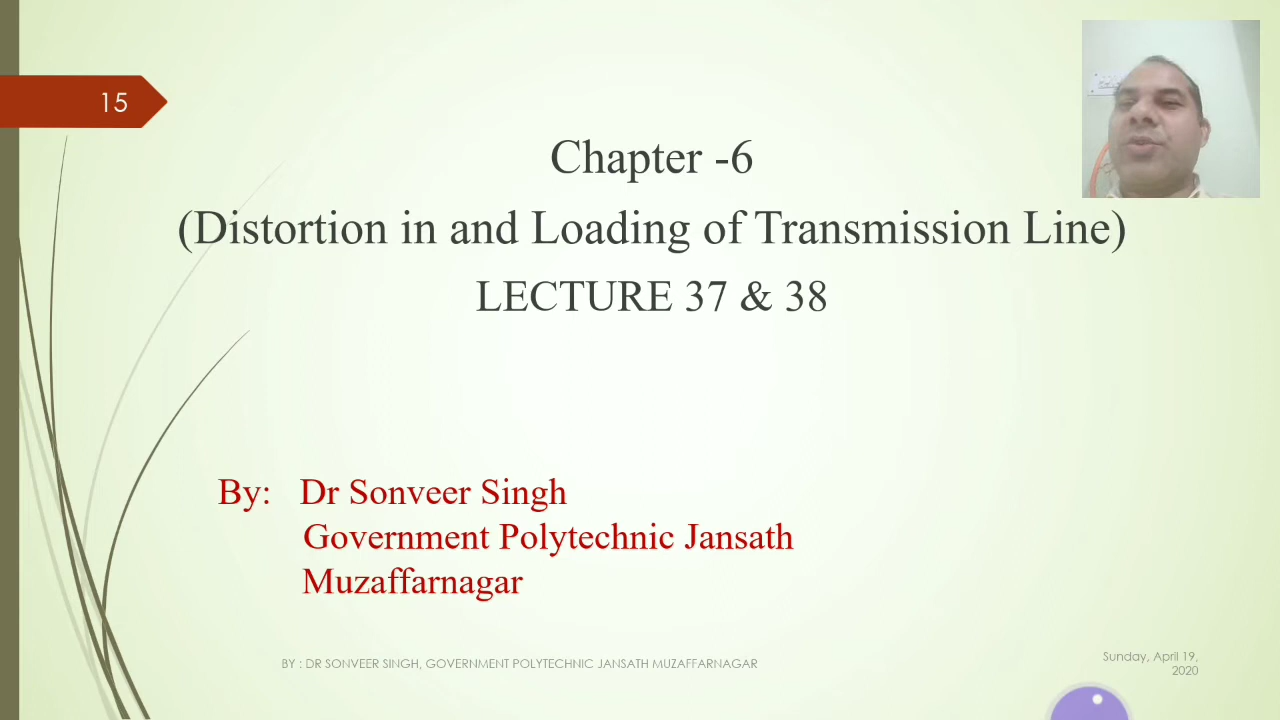 15
Chapter -6
(Distortion in and Loading of Transmission Line)
LECTURE 37 & 38
By: Dr Sonveer Singh
Government Polytechnic Jansath
Muzaffarnagar
BY : DR SONVEER SINGH, GOVERNMENT POLYTECHNIC JANSATH MUZAFFARNAGAR
Sunday, April 19,
2020